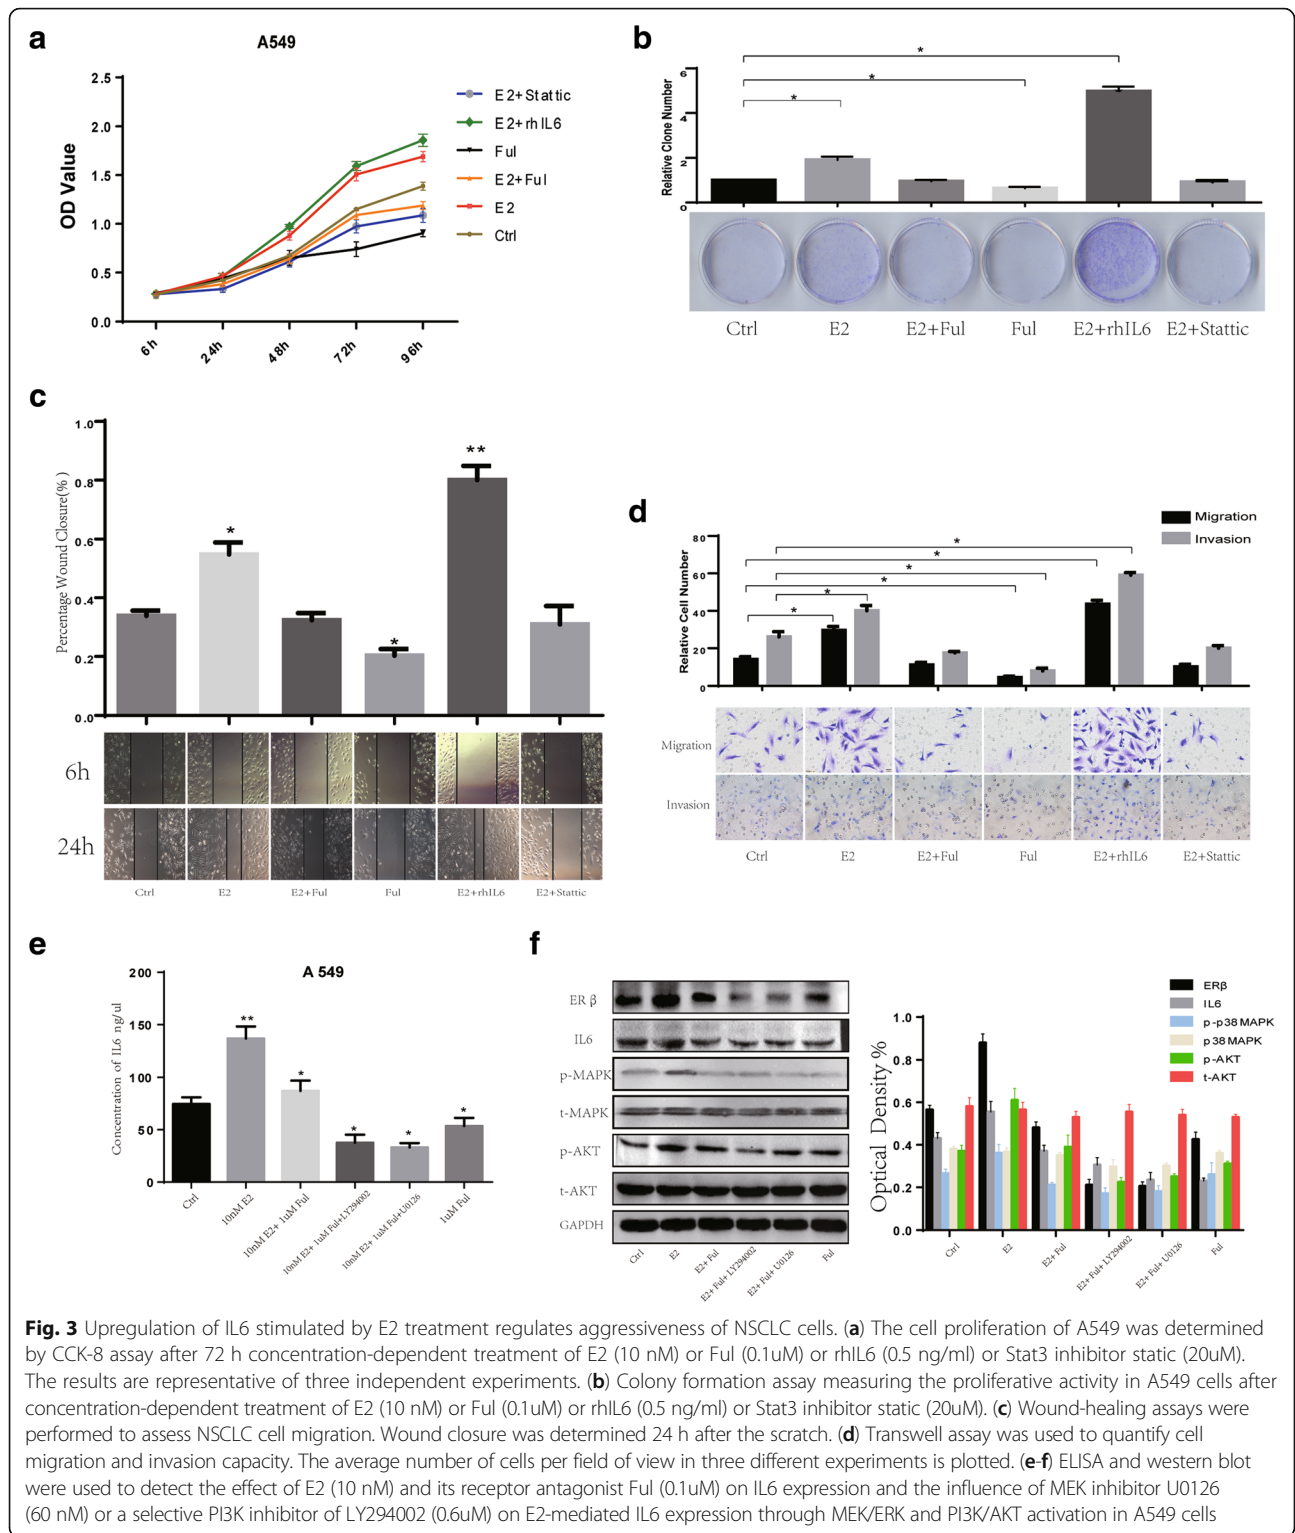 a
A549
OD Value
2.5
2.0
1.5
1.0
0.5
0.0
6h
24h
48h
72h
96h
E2+Stattic
E2+rhIL6
Ful
E2+Ful
E2
Ctrl
b
Relative Clone Number
6
4
2
0
*
*
*
Ctrl E2 E2+Ful Ful E2+rhIL6 E2+Stattic
c
Percentage Wound Closure(%)
1.0
0.8
0.6
0.4
0.2
0.0
*
*
**
6h
24h
Ctrl E2 E2+Ful Ful E2+rhIL6 E2+Stattic
d
Migration
Invasion
Relative Cell Number
80
60
40
20
0
*
*
*
*
*
*
Migration
Invasion
Ctrl E2 E2+Ful Ful E2+rhIL6 E2+Stattic
e
A 549
Concentration of IL6 ng/ul
200
150
100
50
0
**
*
*
*
*
Ctrl
10nM E2
10nM E2+ 1uM Ful
10nM E2+ 1uM Ful+LY294002
10nM E2+ 1uM Ful+U0126
1uM Ful
f
ER β
IL6
p-MAPK
t-MAPK
p-AKT
t-AKT
GAPDH
Ctrl
E2
E2+ Ful
E2+ Ful+ LY294002
E2+ Ful+ U0126
Ful
ERβ
IL6
p-p38MAPK
p38MAPK
p-AKT
t-AKT
Optical Density %
1.0
0.8
0.6
0.4
0.2
0.0
Ctrl
E2
E2+ Ful
E2+ Ful+ LY294002
E2+ Ful+ U0126
Ful
Fig. 3 Upregulation of IL6 stimulated by E2 treatment regulates aggressiveness of NSCLC cells. (a) The cell proliferation of A549 was determined
by CCK-8 assay after 72 h concentration-dependent treatment of E2 (10 nM) or Ful (0.1uM) or rhIL6 (0.5 ng/ml) or Stat3 inhibitor static (20uM).
The results are representative of three independent experiments. (b) Colony formation assay measuring the proliferative activity in A549 cells after
concentration-dependent treatment of E2 (10 nM) or Ful (0.1uM) or rhIL6 (0.5 ng/ml) or Stat3 inhibitor static (20uM). (c) Wound-healing assays were
performed to assess NSCLC cell migration. Wound closure was determined 24 h after the scratch. (d) Transwell assay was used to quantify cell
migration and invasion capacity. The average number of cells per field of view in three different experiments is plotted. (e-f) ELISA and western blot
were used to detect the effect of E2 (10 nM) and its receptor antagonist Ful (0.1uM) on IL6 expression and the influence of MEK inhibitor U0126
(60 nM) or a selective PI3K inhibitor of LY294002 (0.6uM) on E2-mediated IL6 expression through MEK/ERK and PI3K/AKT activation in A549 cells